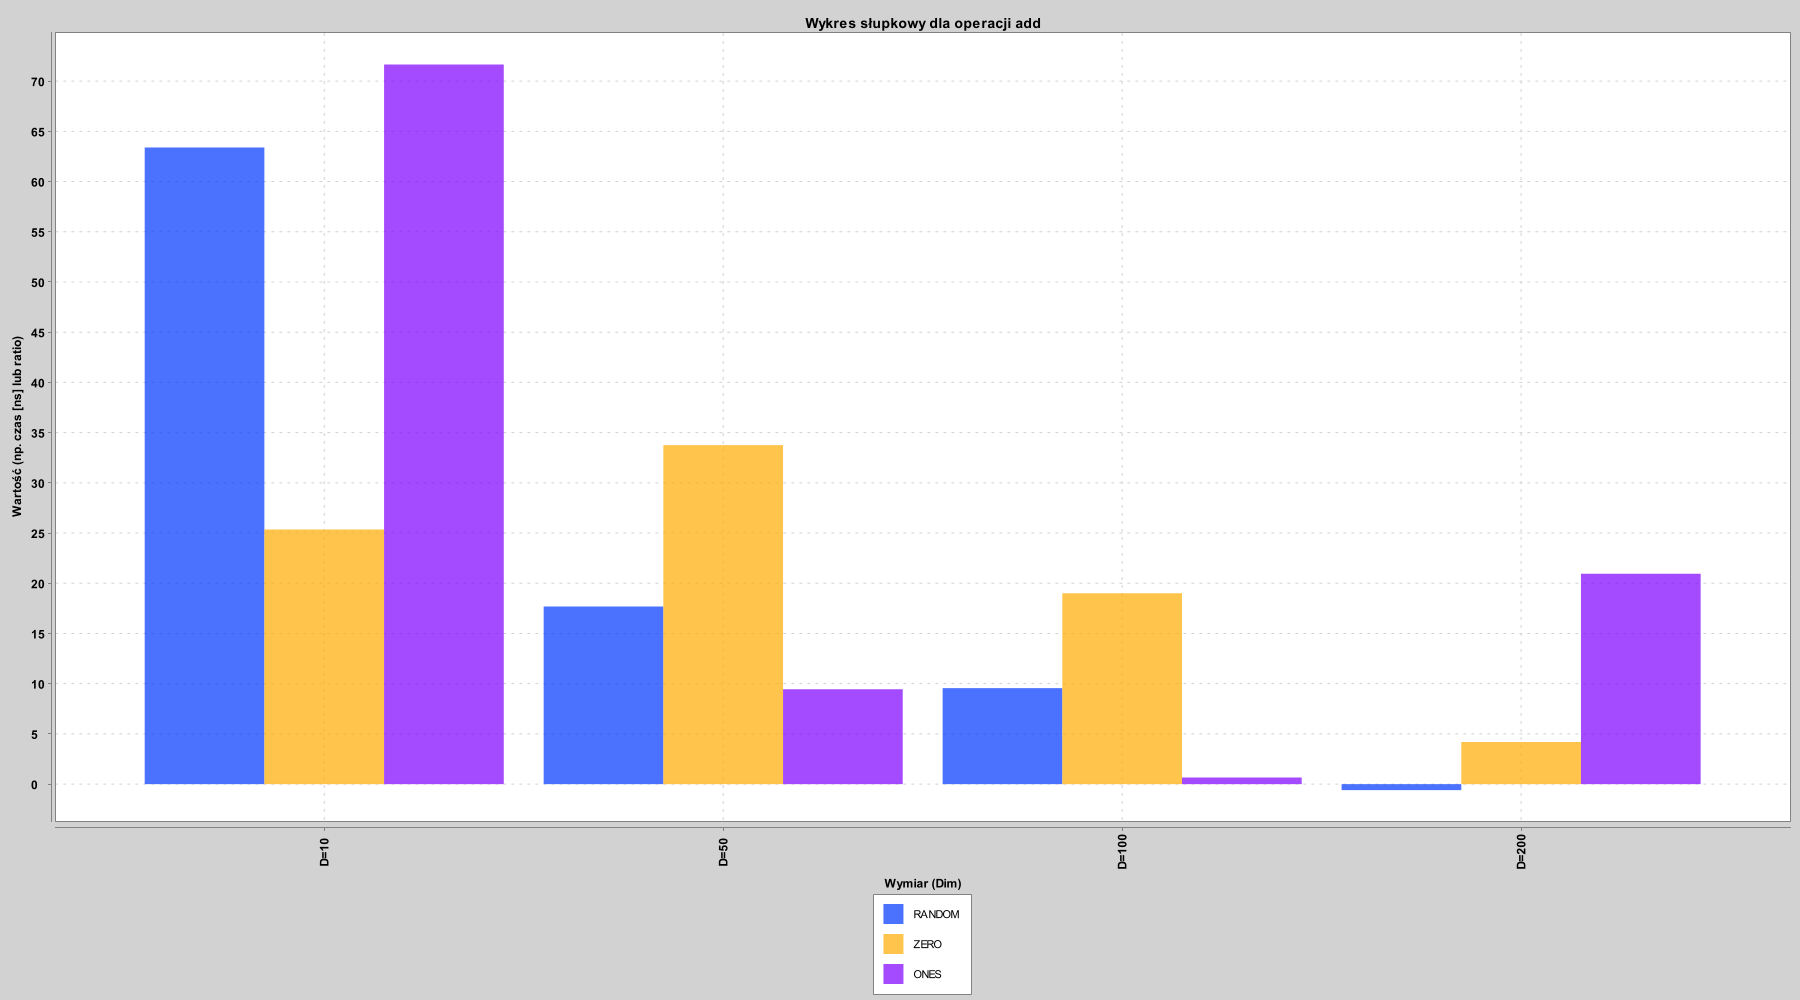 Wykres słupkowy dla operacji add
Wartość (np. czas [ns] lub ratio)
70
65
60
55
50
45
40
35
30
25
20
15
10
5
0
D=10
D=50
D=100
D=200
Wymiar (Dim)
RANDOM
ZERO
ONES